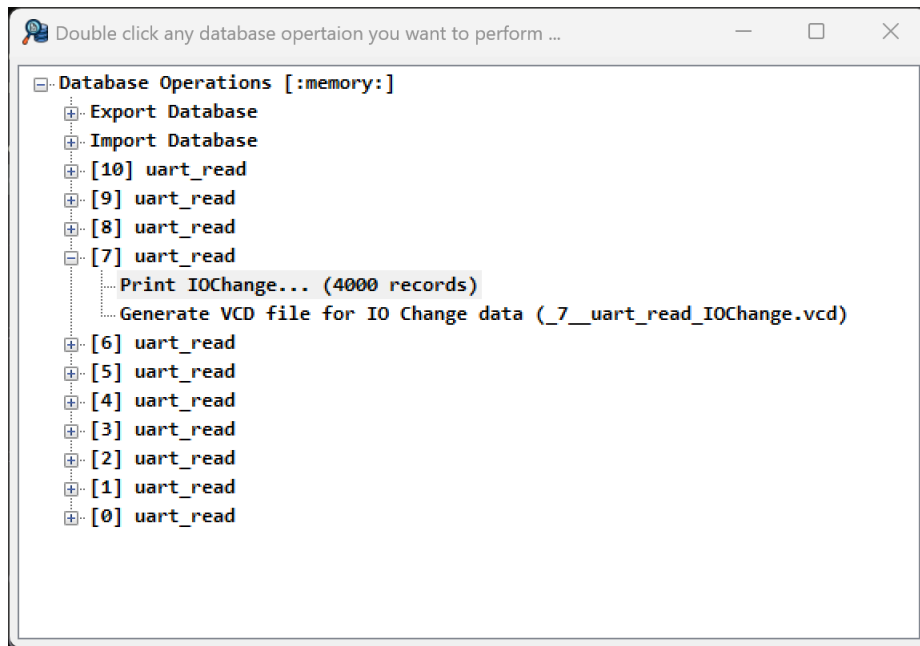 Double click any database opertaion you want to perform ...
Database Operations [:memory:]
Export Database
Import Database
[10] uart_read
[9] uart_read
[8] uart_read
[7] uart_read
Print IOChange... (4000 records)
Generate VCD file for IO Change data (_7__uart_read_IOChange.vcd)
[6] uart_read
[5] uart_read
[4] uart_read
[3] uart_read
[2] uart_read
[1] uart_read
[0] uart_read